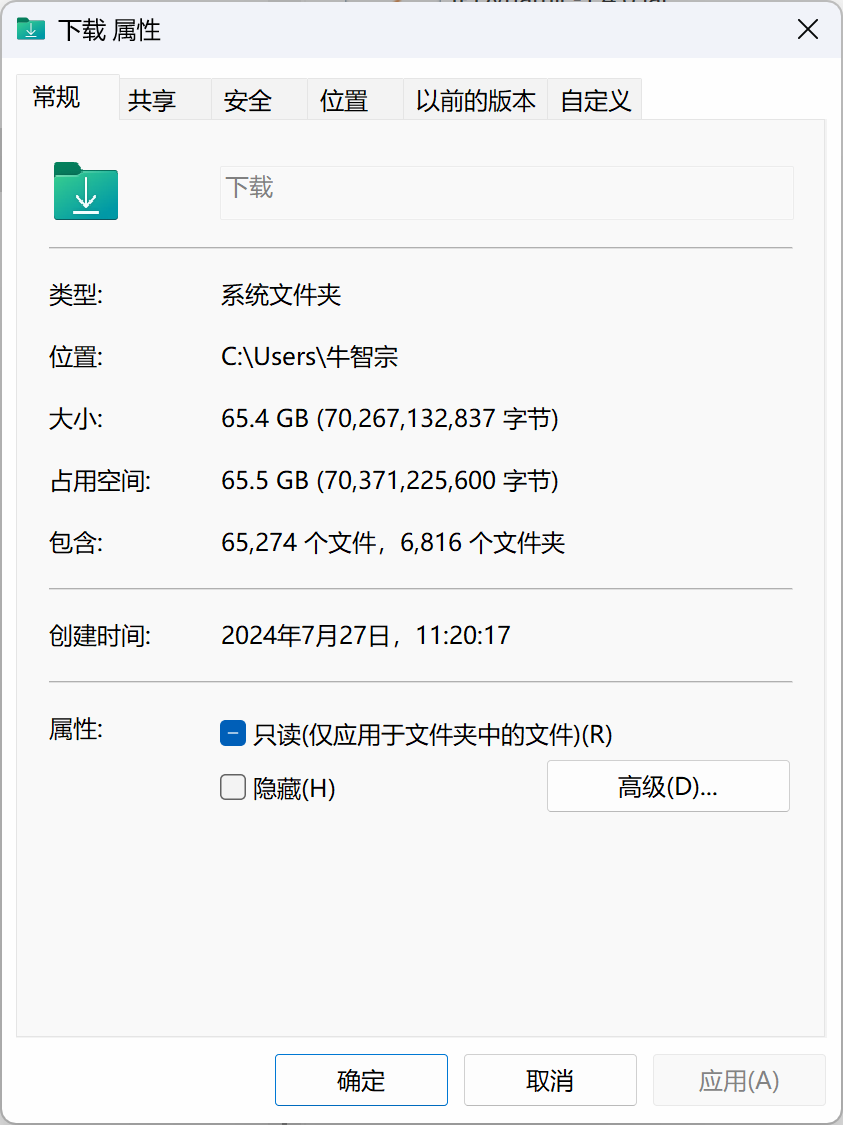 下载 属性
常规 共享 安全 位置 以前的版本 自定义
下载
类型: 系统文件夹
位置: C:\Users\牛智宗
大小: 65.4 GB (70,267,132,837 字节)
占用空间: 65.5 GB (70,371,225,600 字节)
包含: 65,274 个文件，6,816 个文件夹
创建时间: 2024年7月27日，11:20:17
属性: 只读(仅应用于文件夹中的文件)(R)
隐藏(H) 高级(D)...
确定 取消 应用(A)